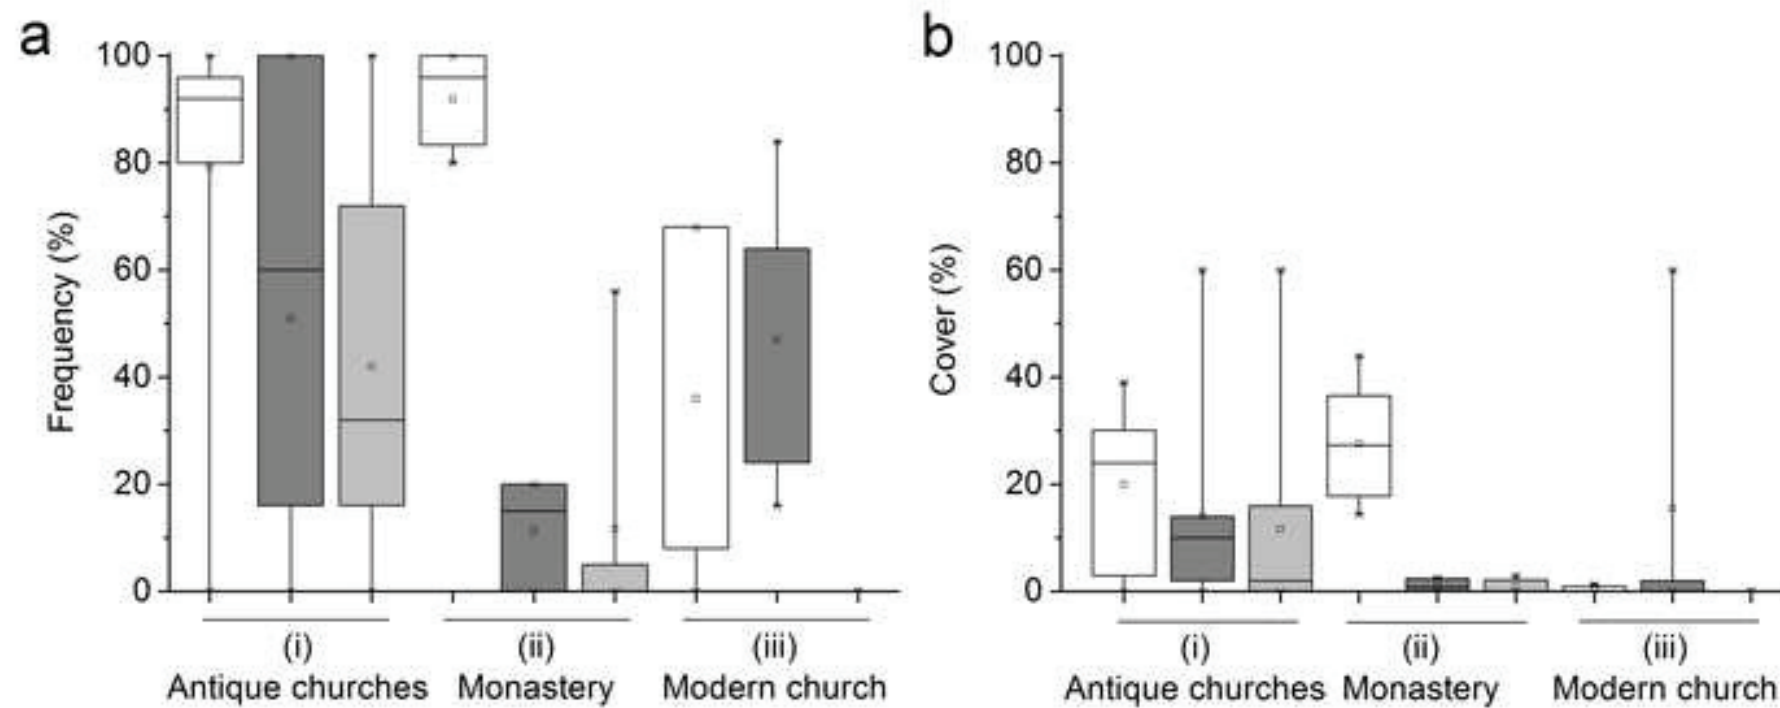 a
Frequency (%)
100
80
60
40
20
0
(i)
(ii)
(iii)
Antique churches
Monastery
Modern church
b
Cover (%)
100
80
60
40
20
0
(i)
(ii)
(iii)
Antique churches
Monastery
Modern church